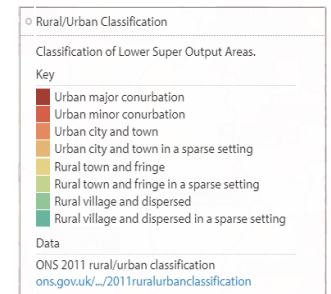 Rural/Urban Classification
Classification of Lower Super Output Areas.
Key
Urban major conurbation
Urban minor conurbation
Urban city and town
Urban city and town in a sparse setting
Rural town and fringe
Rural town and fringe in a sparse setting
Rural village and dispersed
Rural village and dispersed in a sparse setting
Data
ONS 2011 rural/urban classification
ons.gov.uk/.../2011ruralurbanclassification